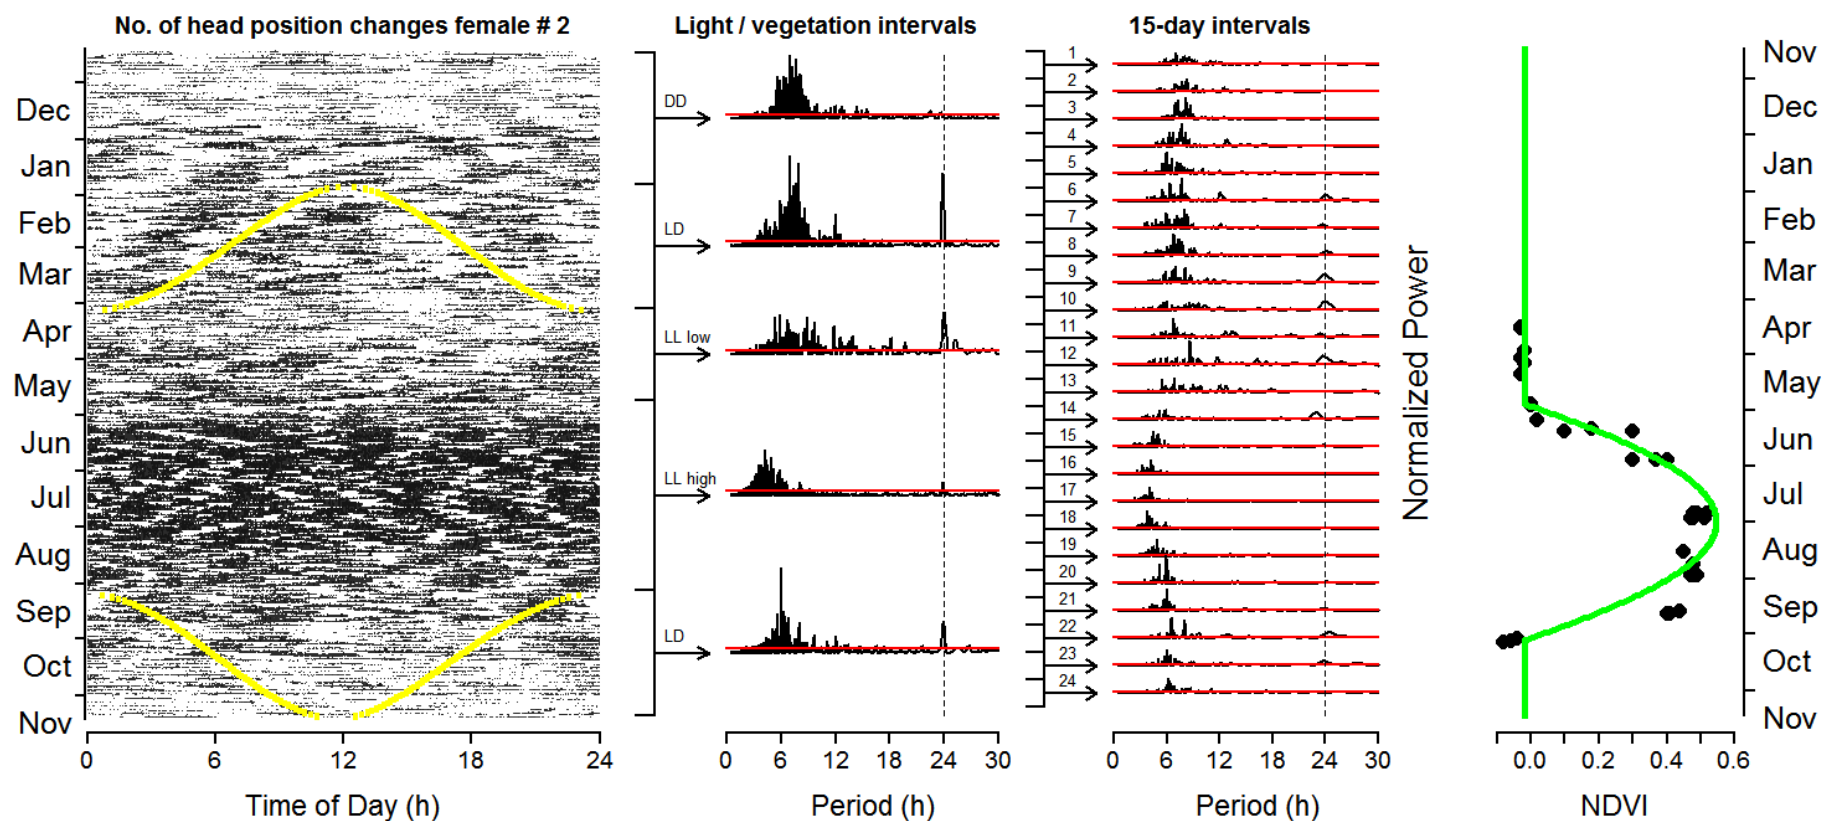 No. of head position changes female # 2
Light / vegetation intervals
15-day intervals
Dec
Jan
Feb
Mar
Apr
May
Jun
Jul
Aug
Sep
Oct
Nov
0 6 12 18 24
Time of Day (h)
DD
LD
LL low
LL high
LD
0 6 12 18 24 30
Period (h)
1
2
3
4
5
6
7
8
9
10
11
12
13
14
15
16
17
18
19
20
21
22
23
24
0 6 12 18 24 30
Period (h)
Normalized Power
Nov
Dec
Jan
Feb
Mar
Apr
May
Jun
Jul
Aug
Sep
Oct
Nov
0.0 0.2 0.4 0.6
NDVI